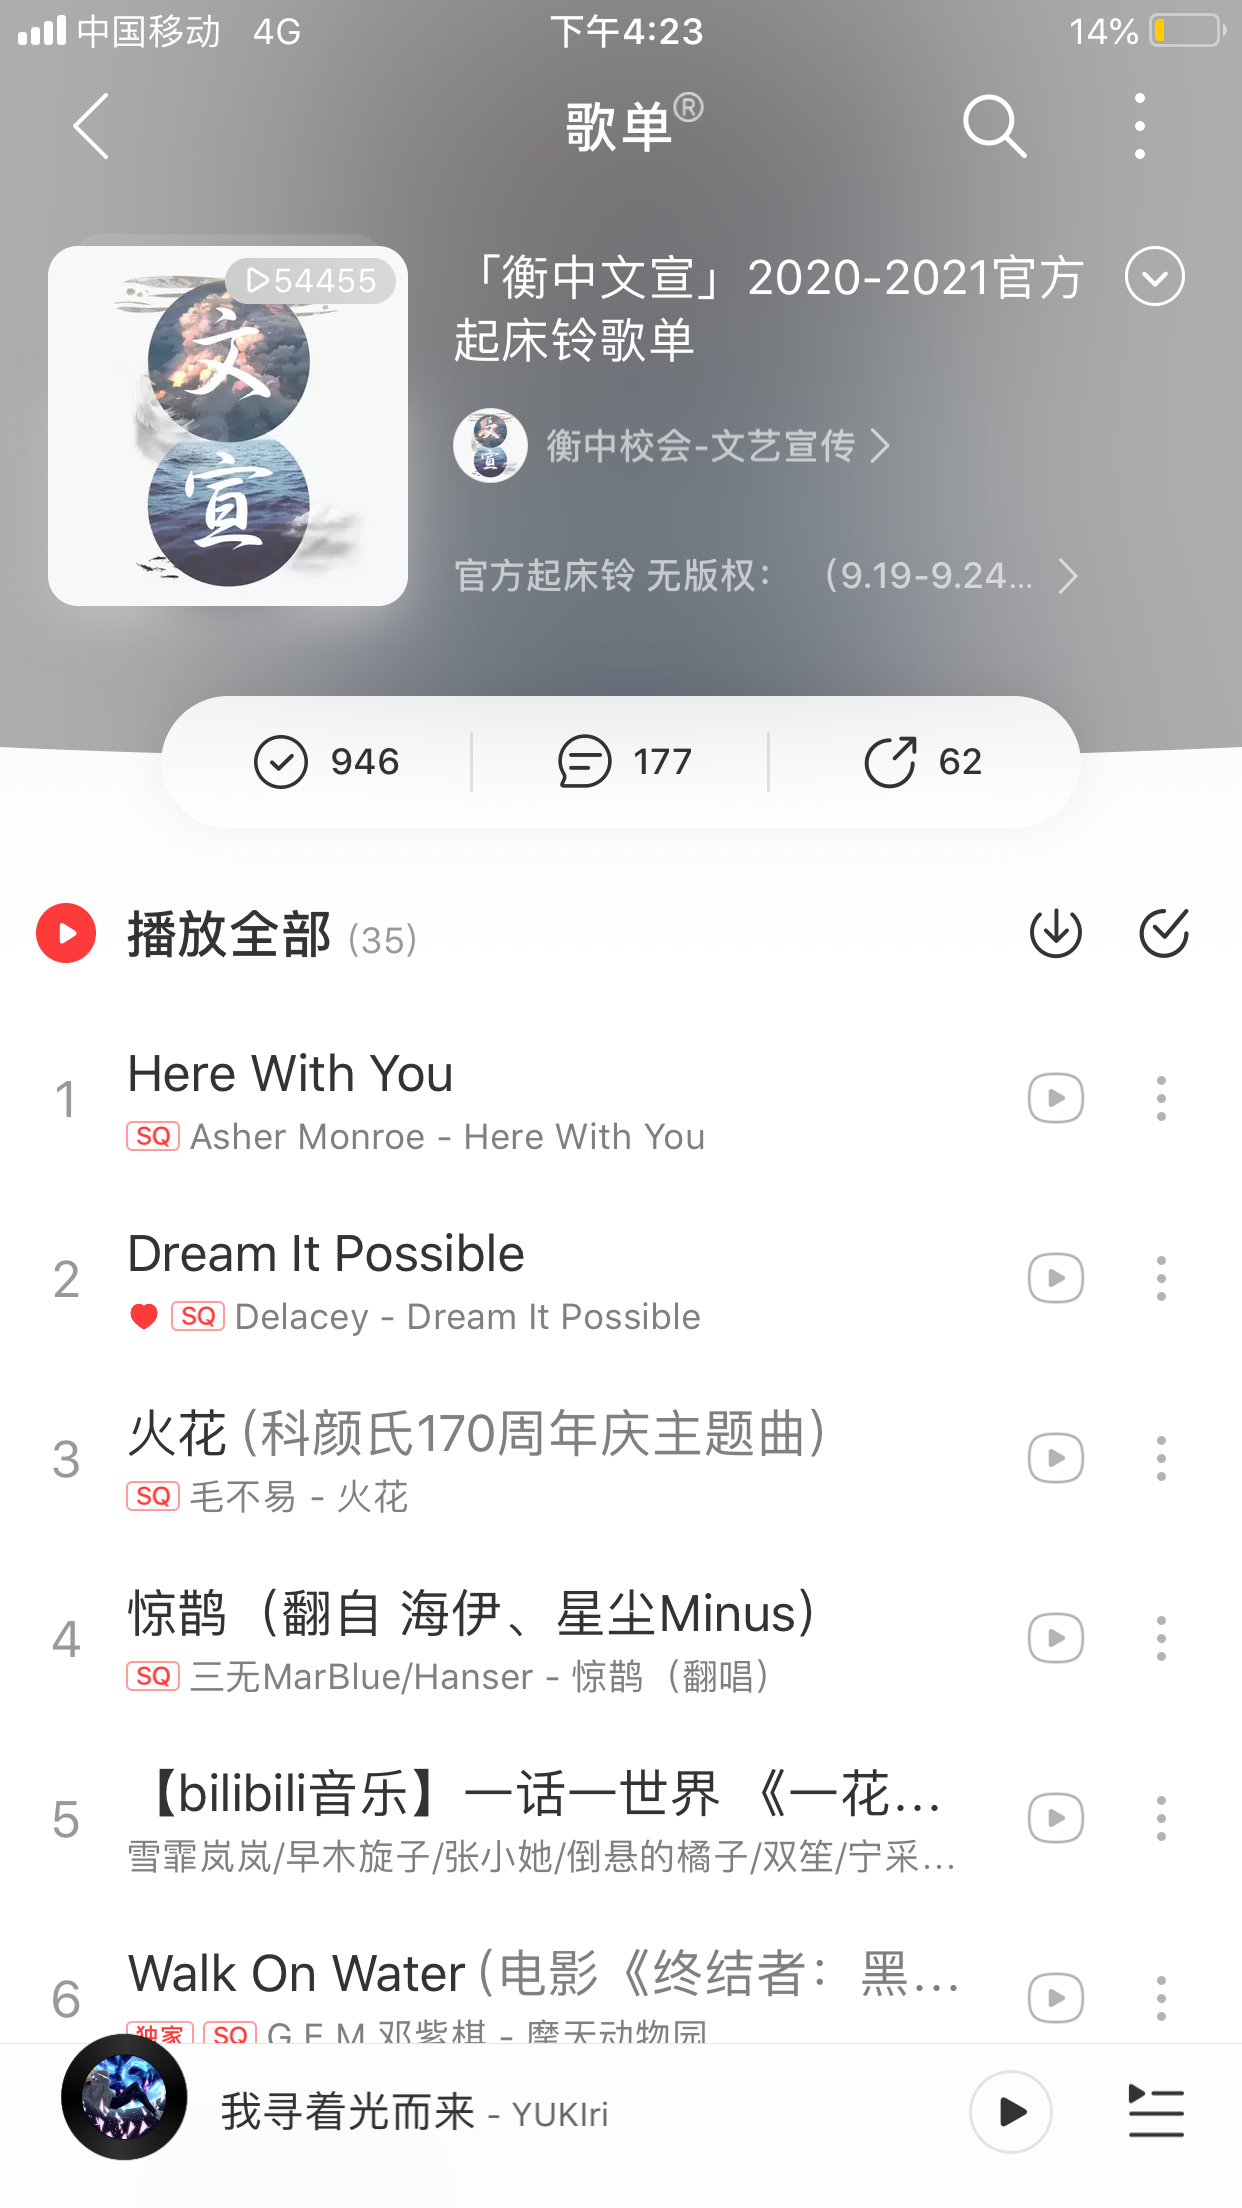 中国移动 4G 下午4:23 14%
歌单®
54455
文
宣
「衡中文宣」2020-2021官方
起床铃歌单
文
宣
衡中校会-文艺宣传
官方起床铃 无版权： （9.19-9.24...
946 177 62
播放全部 (35)
1
Here With You
SQ Asher Monroe - Here With You
2
Dream It Possible
SQ Delacey - Dream It Possible
3
火花 (科颜氏170周年庆主题曲)
SQ 毛不易 - 火花
4
惊鹊（翻自 海伊、星尘Minus）
SQ 三无MarBlue/Hanser - 惊鹊（翻唱）
5
【bilibili音乐】一话一世界 《一花...
雪霏岚岚/早木旋子/张小她/倒悬的橘子/双笙/宁采...
6
Walk On Water (电影《终结者：黑...
独家 SQ G.E.M.邓紫棋 - 摩天动物园
我寻着光而来 - YUKIri